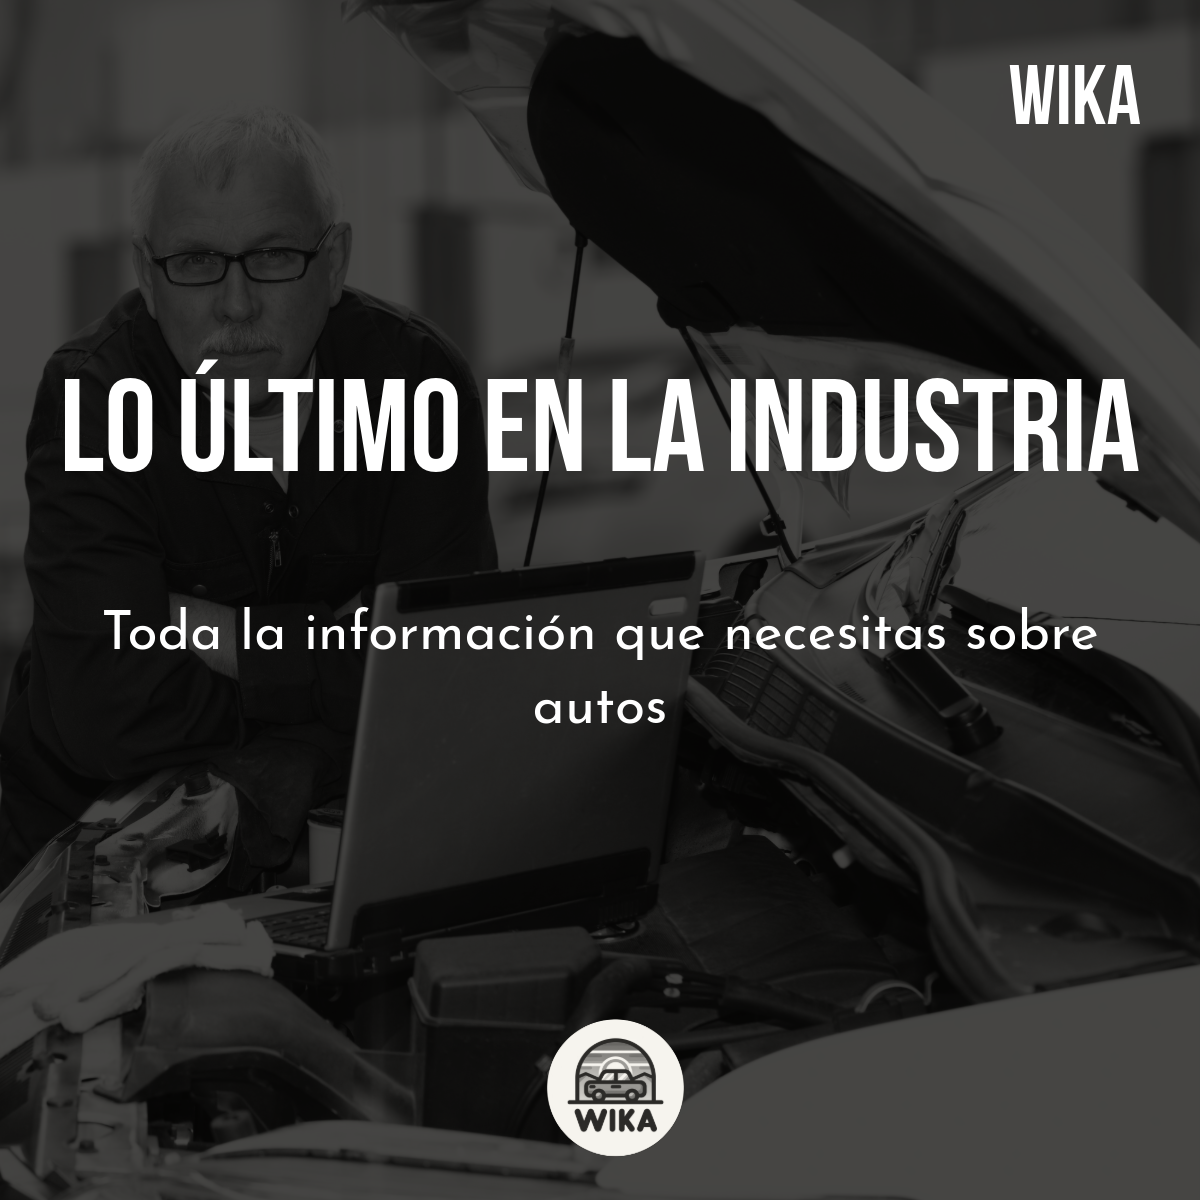 WIKA
LO ÚLTIMO EN LA INDUSTRIA
Toda la información que necesitas sobre
autos
WIKA